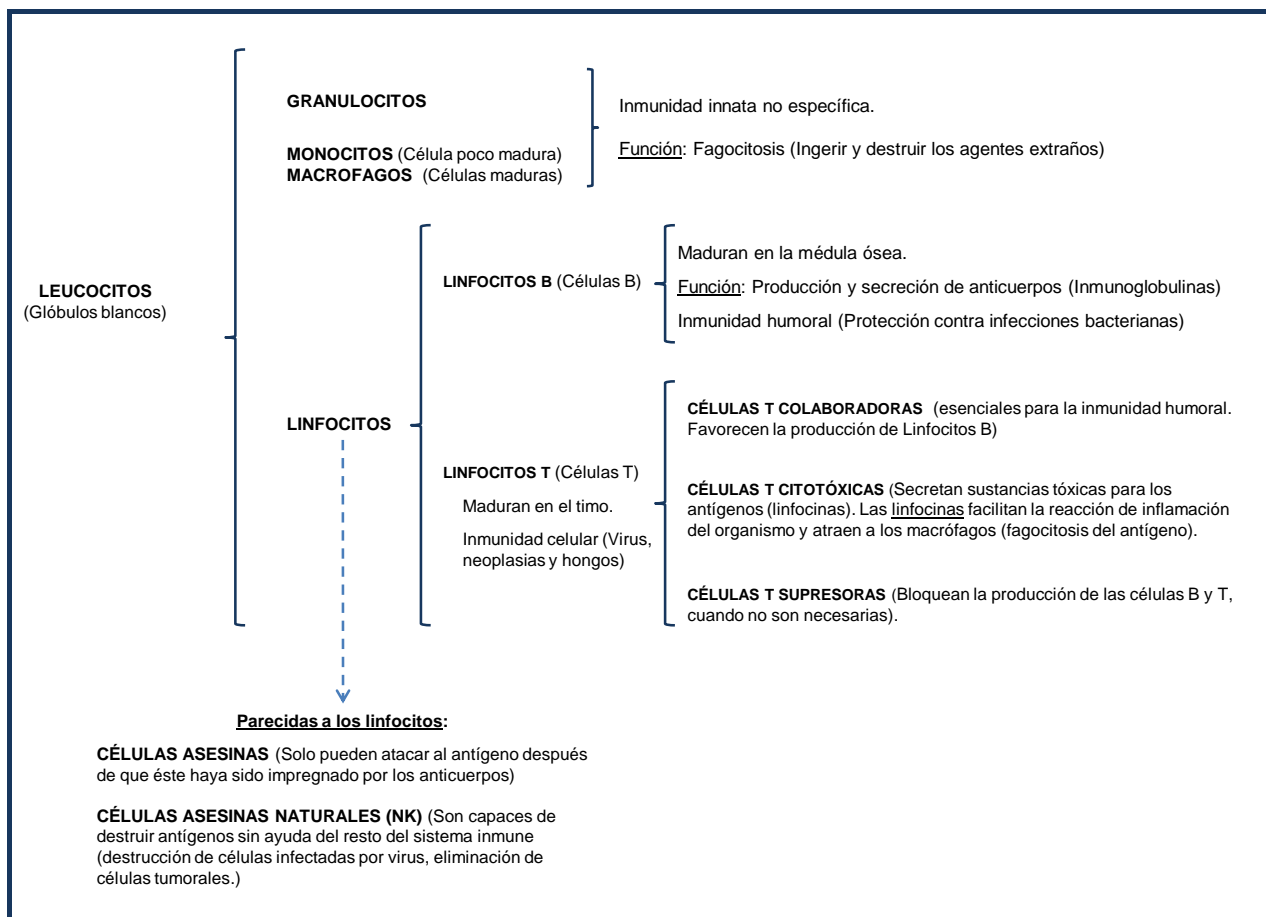 LEUCOCITOS
(Glóbulos blancos)
GRANULOCITOS
MONOCITOS (Célula poco madura)
MACROFAGOS (Células maduras)
Inmunidad innata no específica.
Función: Fagocitosis (Ingerir y destruir los agentes extraños)
LINFOCITOS
LINFOCITOS B (Células B)
Maduran en la médula ósea.
Función: Producción y secreción de anticuerpos (Inmunoglobulinas)
Inmunidad humoral (Protección contra infecciones bacterianas)
LINFOCITOS T (Células T)
Maduran en el timo.
Inmunidad celular (Virus,
neoplasias y hongos)
CÉLULAS T COLABORADORAS (esenciales para la inmunidad humoral.
Favorecen la producción de Linfocitos B)
CÉLULAS T CITOTÓXICAS (Secretan sustancias tóxicas para los
antígenos (linfocinas). Las linfocinas facilitan la reacción de inflamación
del organismo y atraen a los macrófagos (fagocitosis del antígeno).
CÉLULAS T SUPRESORAS (Bloquean la producción de las células B y T,
cuando no son necesarias).
Parecidas a los linfocitos:
CÉLULAS ASESINAS (Solo pueden atacar al antígeno después
de que éste haya sido impregnado por los anticuerpos)
CÉLULAS ASESINAS NATURALES (NK) (Son capaces de
destruir antígenos sin ayuda del resto del sistema inmune
(destrucción de células infectadas por virus, eliminación de
células tumorales.)